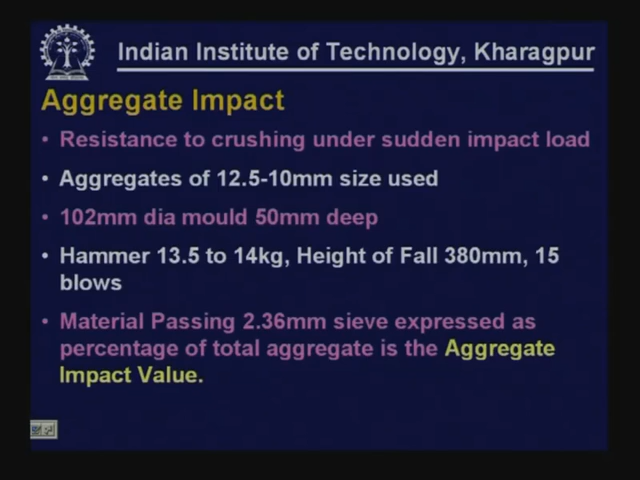 Indian Institute of Technology, Kharagpur
Aggregate Impact
• Resistance to crushing under sudden impact load
• Aggregates of 12.5-10mm size used
• 102mm dia mould 50mm deep
• Hammer 13.5 to 14kg, Height of Fall 380mm, 15
blows
• Material Passing 2.36mm sieve expressed as
percentage of total aggregate is the Aggregate
Impact Value.